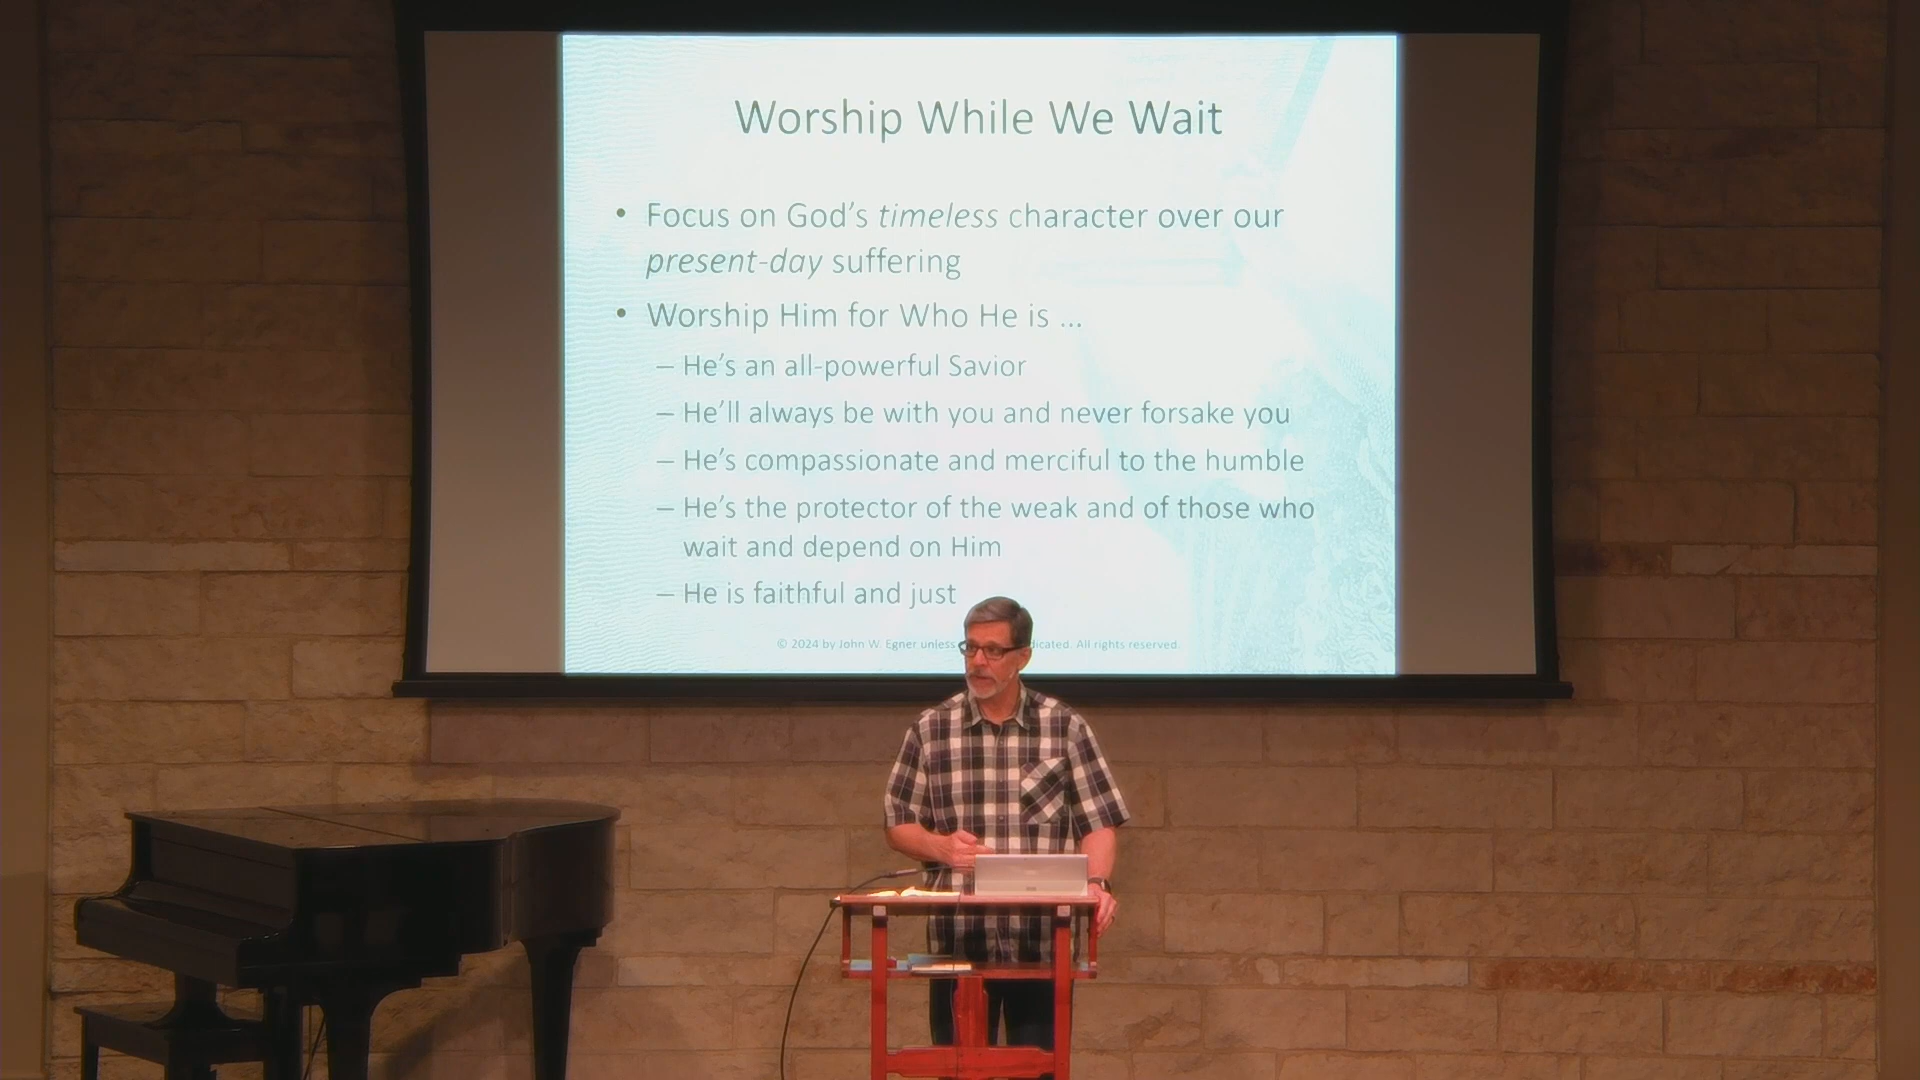 Worship While We Wait
• Focus on God's timeless character over our
present-day suffering
• Worship Him for Who He is ...
– He's an all-powerful Savior
– He'll always be with you and never forsake you
– He's compassionate and merciful to the humble
– He's the protector of the weak and of those who
wait and depend on Him
– He is faithful and just
© 2024 by John W. Egner unless dicated. All rights reserved.